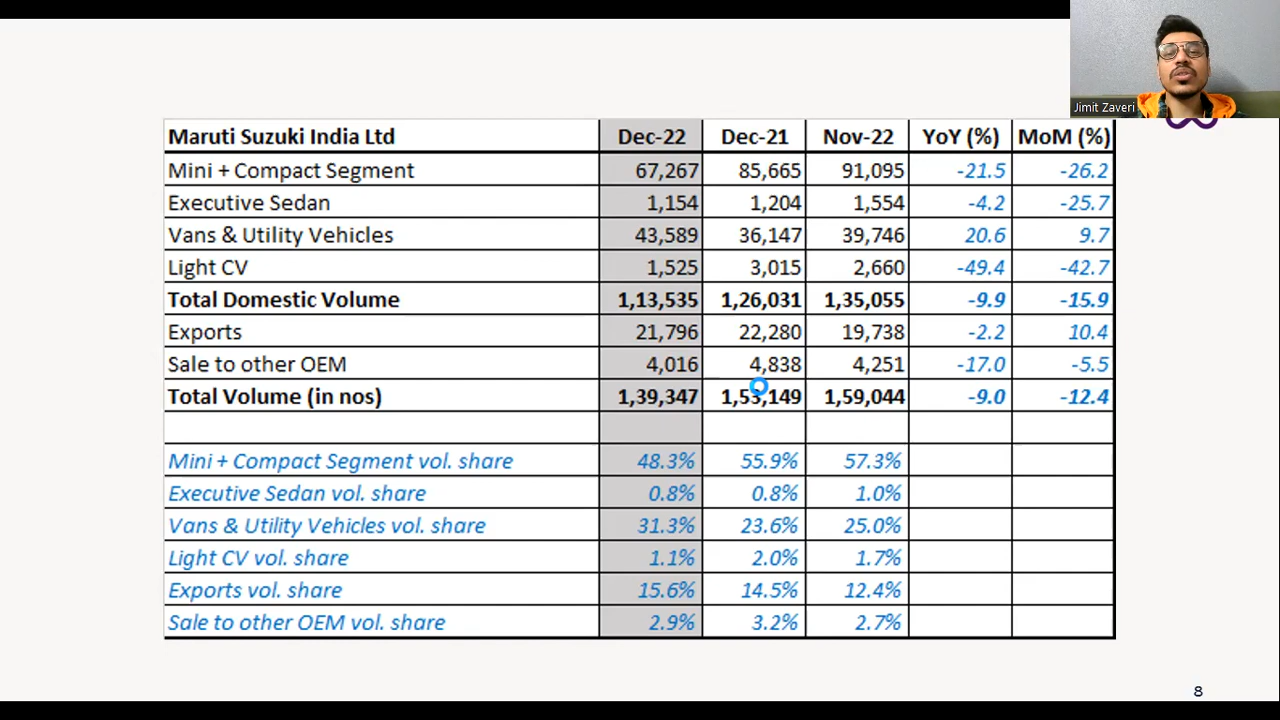 Jimit Zaveri
Maruti Suzuki India Ltd Dec-22 Dec-21 Nov-22 YoY (%) MoM (%)
Mini + Compact Segment 67,267 85,665 91,095 -21.5 -26.2
Executive Sedan 1,154 1,204 1,554 -4.2 -25.7
Vans & Utility Vehicles 43,589 36,147 39,746 20.6 9.7
Light CV 1,525 3,015 2,660 -49.4 -42.7
Total Domestic Volume 1,13,535 1,26,031 1,35,055 -9.9 -15.9
Exports 21,796 22,280 19,738 -2.2 10.4
Sale to other OEM 4,016 4,838 4,251 -17.0 -5.5
Total Volume (in nos) 1,39,347 1,53,149 1,59,044 -9.0 -12.4
Mini + Compact Segment vol. share 48.3% 55.9% 57.3%
Executive Sedan vol. share 0.8% 0.8% 1.0%
Vans & Utility Vehicles vol. share 31.3% 23.6% 25.0%
Light CV vol. share 1.1% 2.0% 1.7%
Exports vol. share 15.6% 14.5% 12.4%
Sale to other OEM vol. share 2.9% 3.2% 2.7%
8